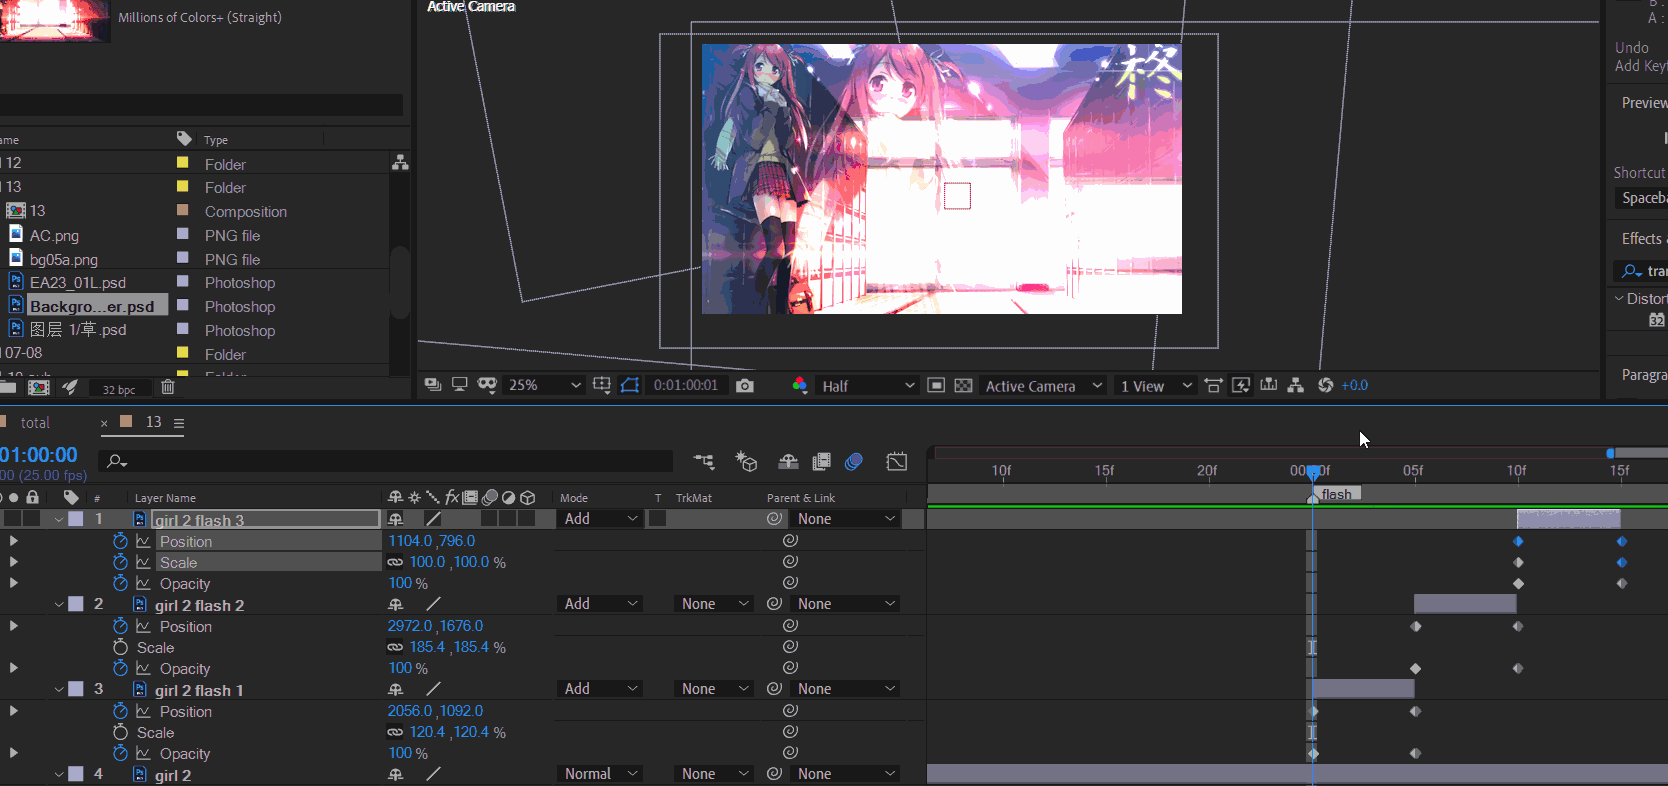 Millions of Colors+ (Straight)
Active Camera
B :
A :
Undo
Add Key
Preview
Shortcut
Spaceba
Effects
tra
Distort
32
Paragra
ame
Type
12
Folder
13
Folder
13
Composition
AC.png
PNG file
bg05a.png
PNG file
EA23_01L.psd
Photoshop
Backgro...er.psd
Photoshop
图层 1/草.psd
Photoshop
07-08
Folder
32 bpc
25%
0:01:00:01
Half
Active Camera
1 View
+0.0
total
× 13
01:00:00
00 (25.00 fps)
10f
15f
20f
05f
10f
15f
flash
# Layer Name
Mode
T TrkMat
Parent & Link
1 girl 2 flash 3
Add
None
Position
1104.0 ,796.0
Scale
100.0 ,100.0 %
Opacity
100 %
2 girl 2 flash 2
Add
None
None
Position
2972.0 ,1676.0
Scale
185.4 ,185.4 %
Opacity
100 %
3 girl 2 flash 1
Add
None
None
Position
2056.0 ,1092.0
Scale
120.4 ,120.4 %
Opacity
100 %
4 girl 2
Normal
None
None